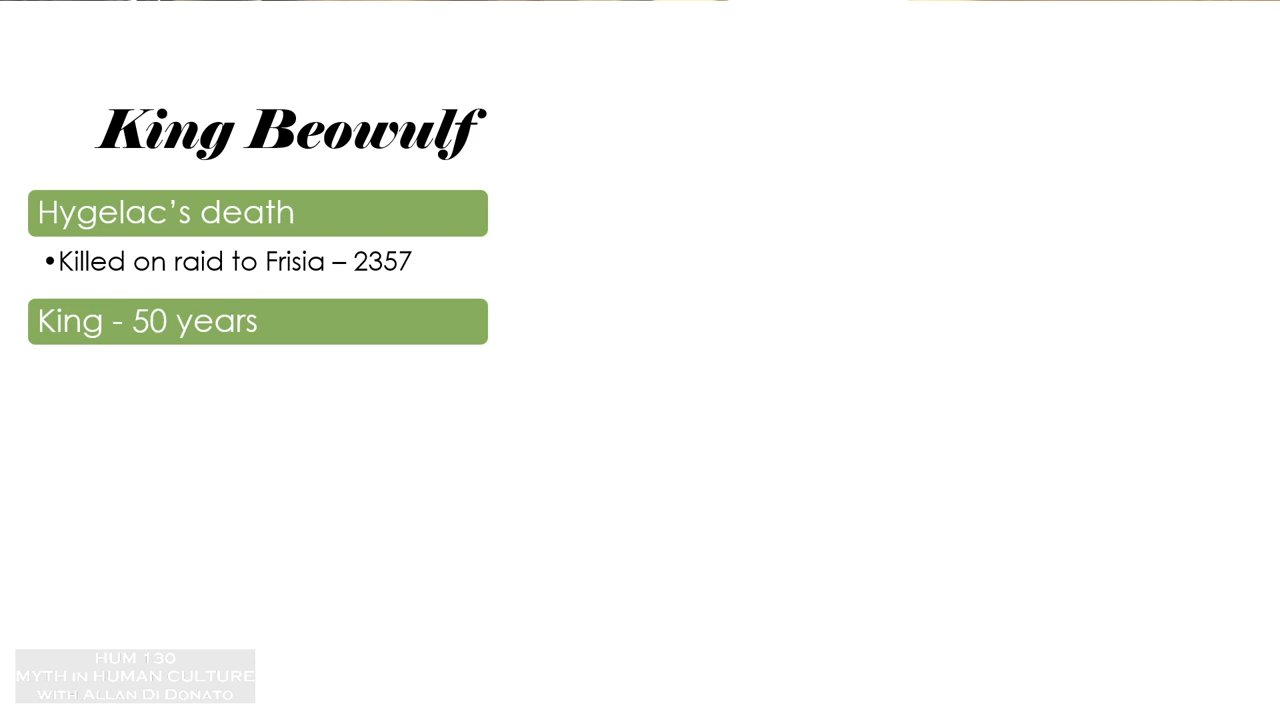 King Beowulf
Hygelac's death
•Killed on raid to Frisia – 2357
King - 50 years
HUM 130
MYTH in HUMAN CULTURE
WITH ALLAN DI DONATO